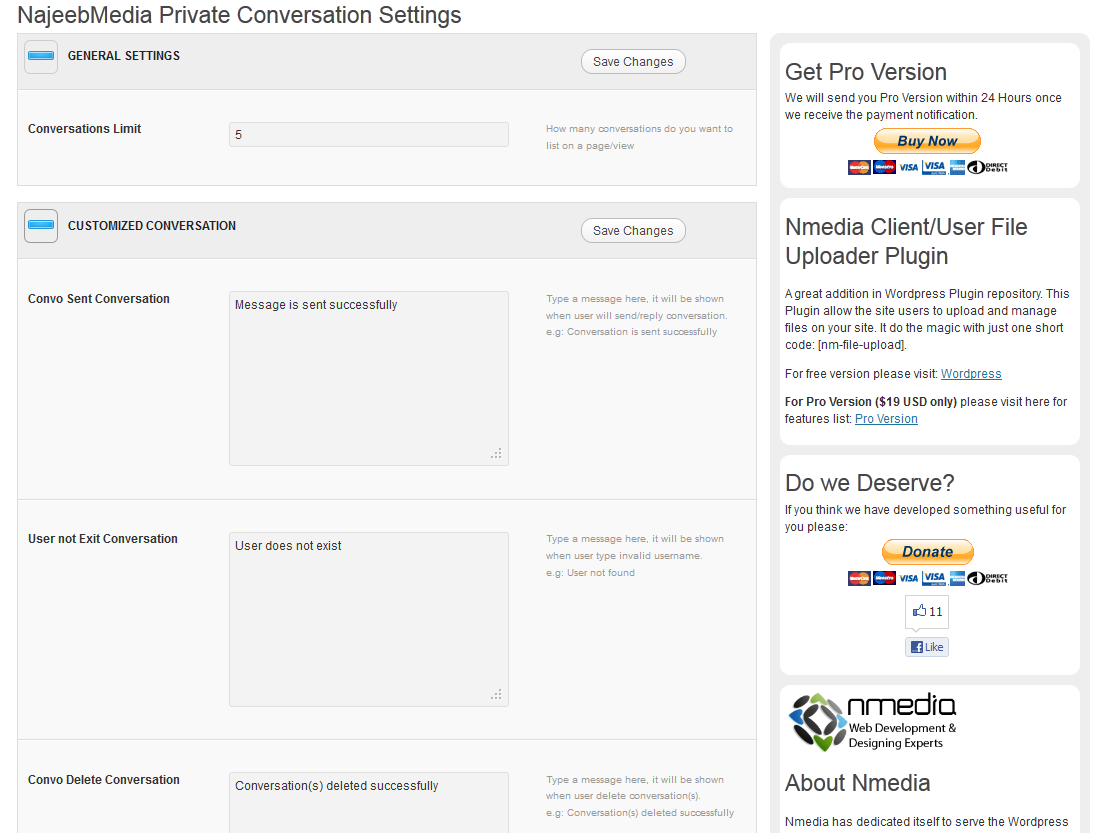 NajeebMedia Private Conversation Settings
GENERAL SETTINGS
Save Changes
Conversations Limit
5
How many conversations do you want to
list on a page/view
CUSTOMIZED CONVERSATION
Save Changes
Convo Sent Conversation
Message is sent successfully
Type a message here, it will be shown
when user will send/reply conversation.
e.g: Conversation is sent successfully
User not Exit Conversation
User does not exist
Type a message here, it will be shown
when user type invalid username.
e.g: User not found
Convo Delete Conversation
Conversation(s) deleted successfully
Type a message here, it will be shown
when user delete conversation(s).
e.g: Conversation(s) deleted successfully
Get Pro Version
We will send you Pro Version within 24 Hours once
we receive the payment notification.
Buy Now
MasterCard Maestro VISA VISA DIRECT Debit
Nmedia Client/User File
Uploader Plugin
A great addition in Wordpress Plugin repository. This
Plugin allow the site users to upload and manage
files on your site. It do the magic with just one short
code: [nm-file-upload].
For free version please visit: Wordpress
For Pro Version ($19 USD only) please visit here for
features list: Pro Version
Do we Deserve?
If you think we have developed something useful for
you please:
Donate
MasterCard Maestro VISA VISA DIRECT Debit
11
Like
nmedia
Web Development &
Designing Experts
About Nmedia
Nmedia has dedicated itself to serve the Wordpress